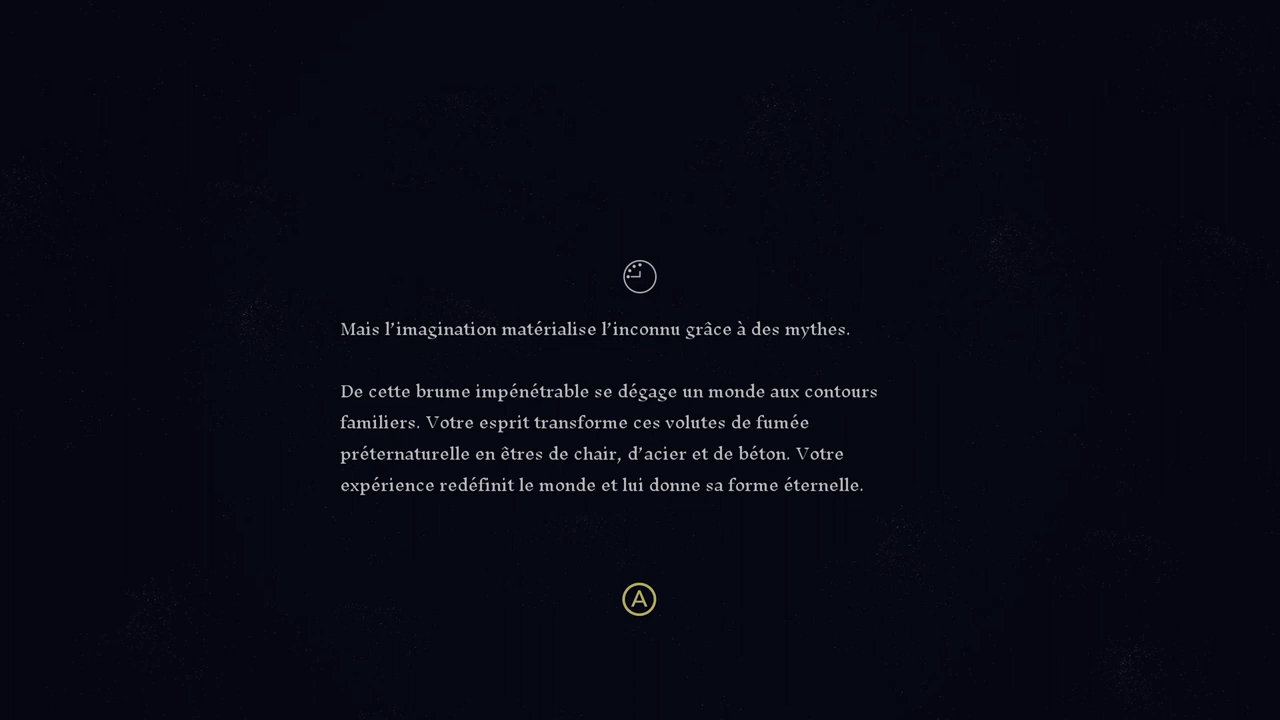 Mais l’imagination matérialise l’inconnu grâce à des mythes.
De cette brume impénétrable se dégage un monde aux contours
familiers. Votre esprit transforme ces volutes de fumée
préternaturelle en êtres de chair, d’acier et de béton. Votre
expérience redéfinit le monde et lui donne sa forme éternelle.
A